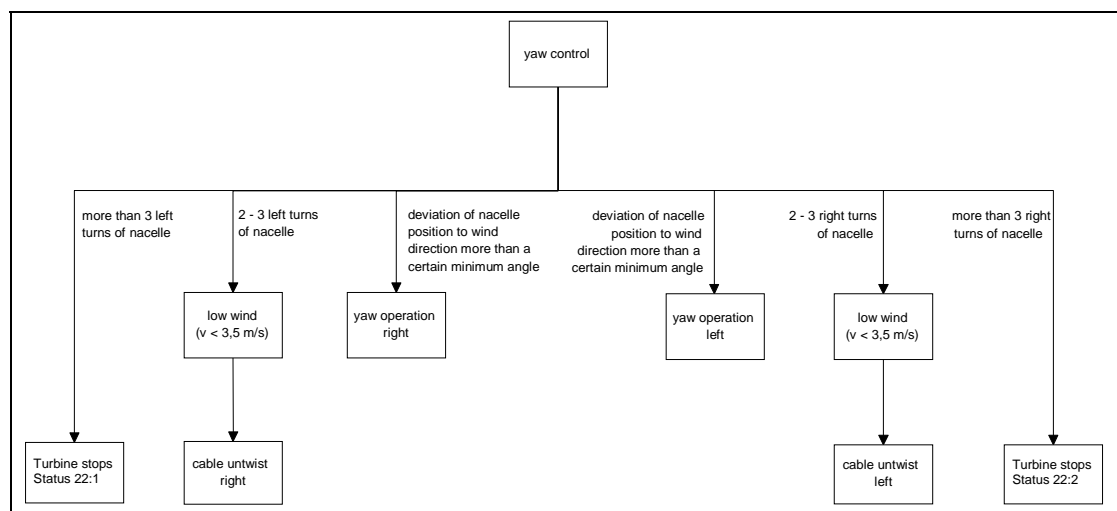 yaw control
more than 3 left
turns of nacelle
2 - 3 left turns
of nacelle
deviation of nacelle
position to wind
direction more than a
certain minimum angle
deviation of nacelle
position to wind
direction more than a
certain minimum angle
2 - 3 right turns
of nacelle
more than 3 right
turns of nacelle
low wind
(v < 3,5 m/s)
yaw operation
right
yaw operation
left
low wind
(v < 3,5 m/s)
Turbine stops
Status 22:1
cable untwist
right
cable untwist
left
Turbine stops
Status 22:2